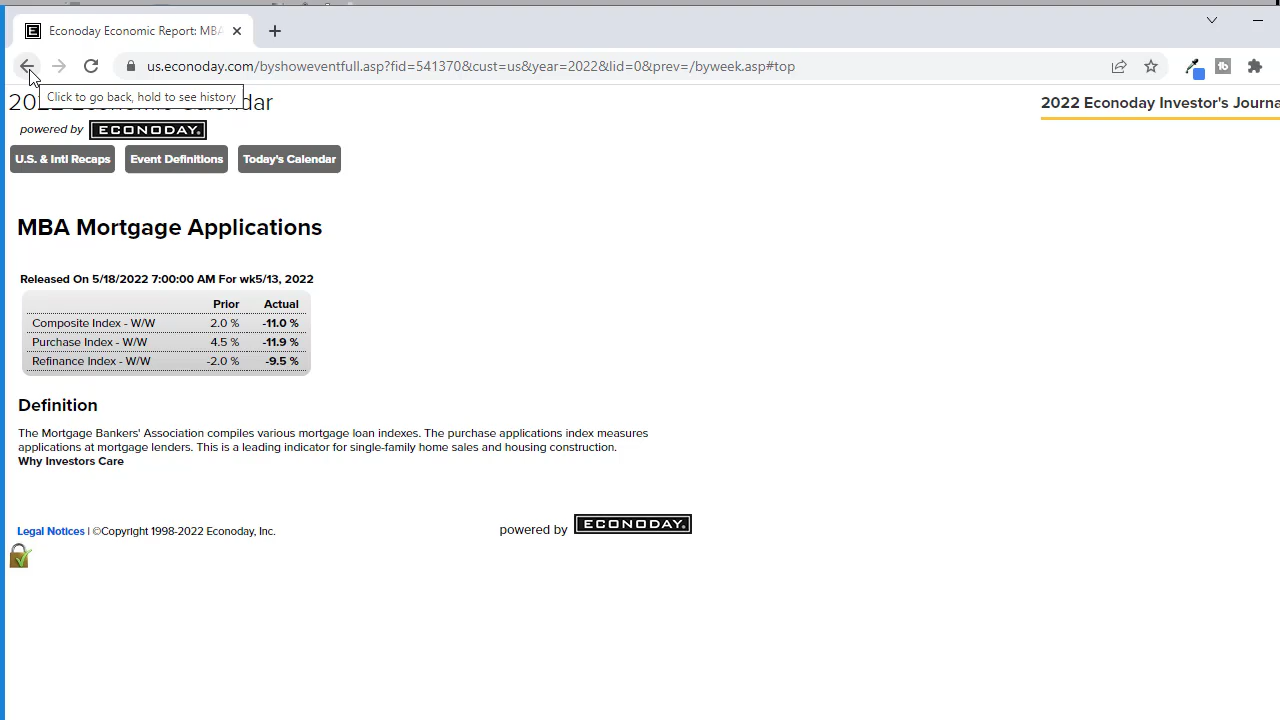 Econoday Economic Report: MBA
us.econoday.com/byshoweventfull.asp?fid=541370&cust=us&year=2022&lid=0&prev=/byweek.asp#top
Click to go back, hold to see history
2022 Economic Calendar
2022 Econoday Investor's Journa
powered by ECONODAY.
U.S. & Intl Recaps Event Definitions Today's Calendar
MBA Mortgage Applications
Released On 5/18/2022 7:00:00 AM For wk5/13, 2022
Prior Actual
Composite Index - W/W 2.0 % -11.0 %
Purchase Index - W/W 4.5 % -11.9 %
Refinance Index - W/W -2.0 % -9.5 %
Definition
The Mortgage Bankers' Association compiles various mortgage loan indexes. The purchase applications index measures
applications at mortgage lenders. This is a leading indicator for single-family home sales and housing construction.
Why Investors Care
Legal Notices | ©Copyright 1998-2022 Econoday, Inc.
powered by ECONODAY.